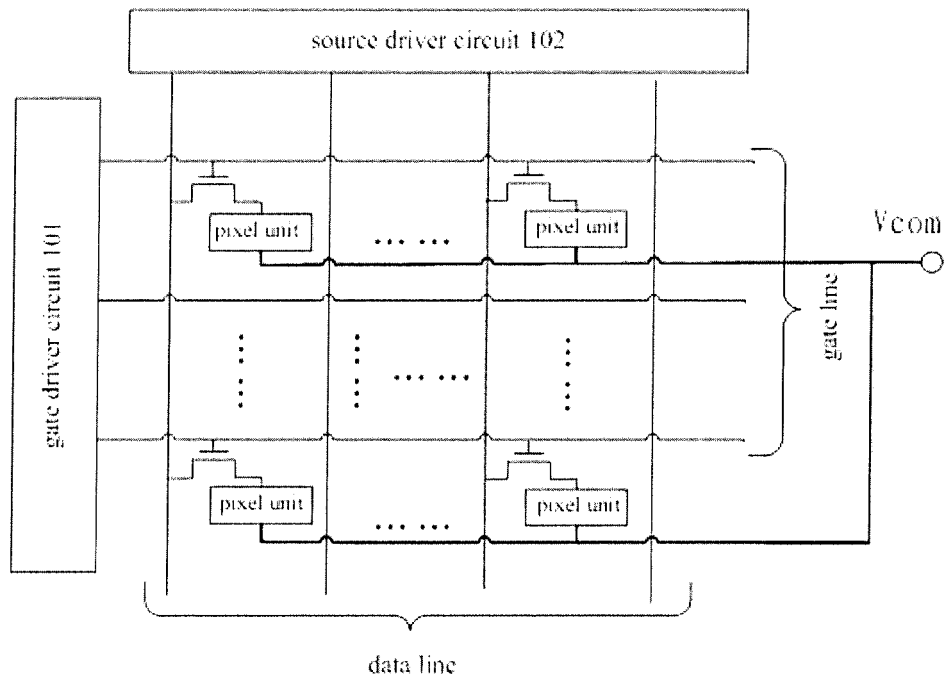 source driver circuit 102
gate driver circuit 101
pixel unit
pixel unit
Vcom
gate line
pixel unit
pixel unit
data line